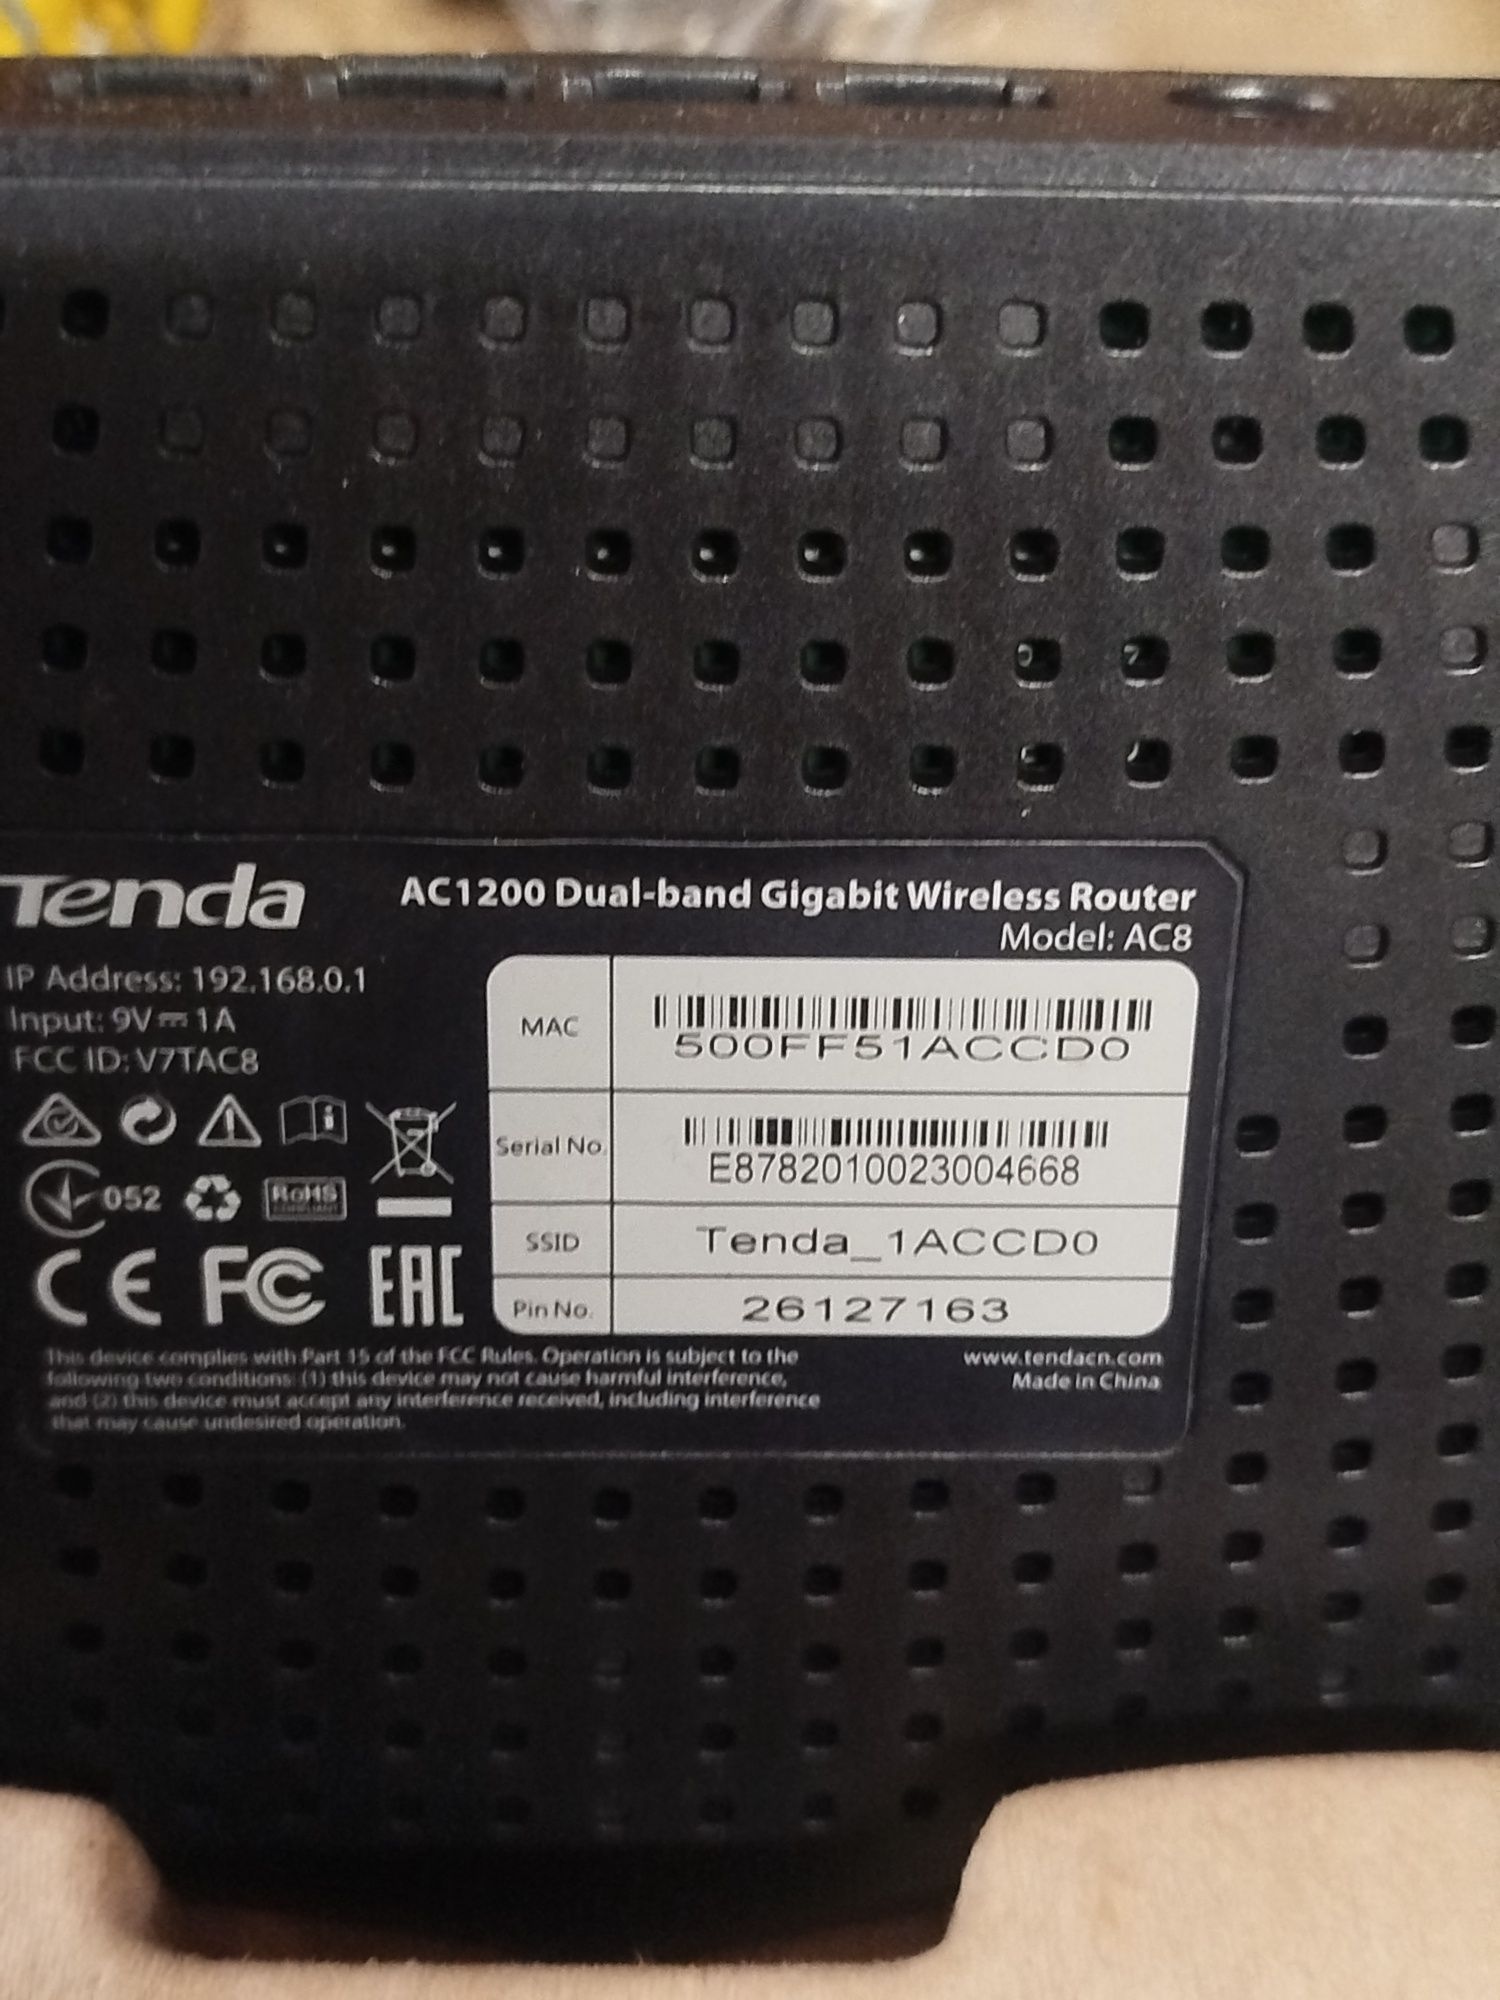 Tenda
AC1200 Dual-band Gigabit Wireless Router
Model: AC8
IP Address: 192.168.0.1
Input: 9V⎓1A
FCC ID: V7TAC8
052
RoHS
COMPLIANT
CE FC EAC
MAC
500FF51ACCD0
Serial No.
E8782010023004668
SSID
Tenda_1ACCD0
Pin No.
26127163
This device complies with Part 15 of the FCC Rules. Operation is subject to the
following two conditions: (1) this device may not cause harmful interference,
and (2) this device must accept any interference received, including interference
that may cause undesired operation.
www.tendacn.com
Made in China